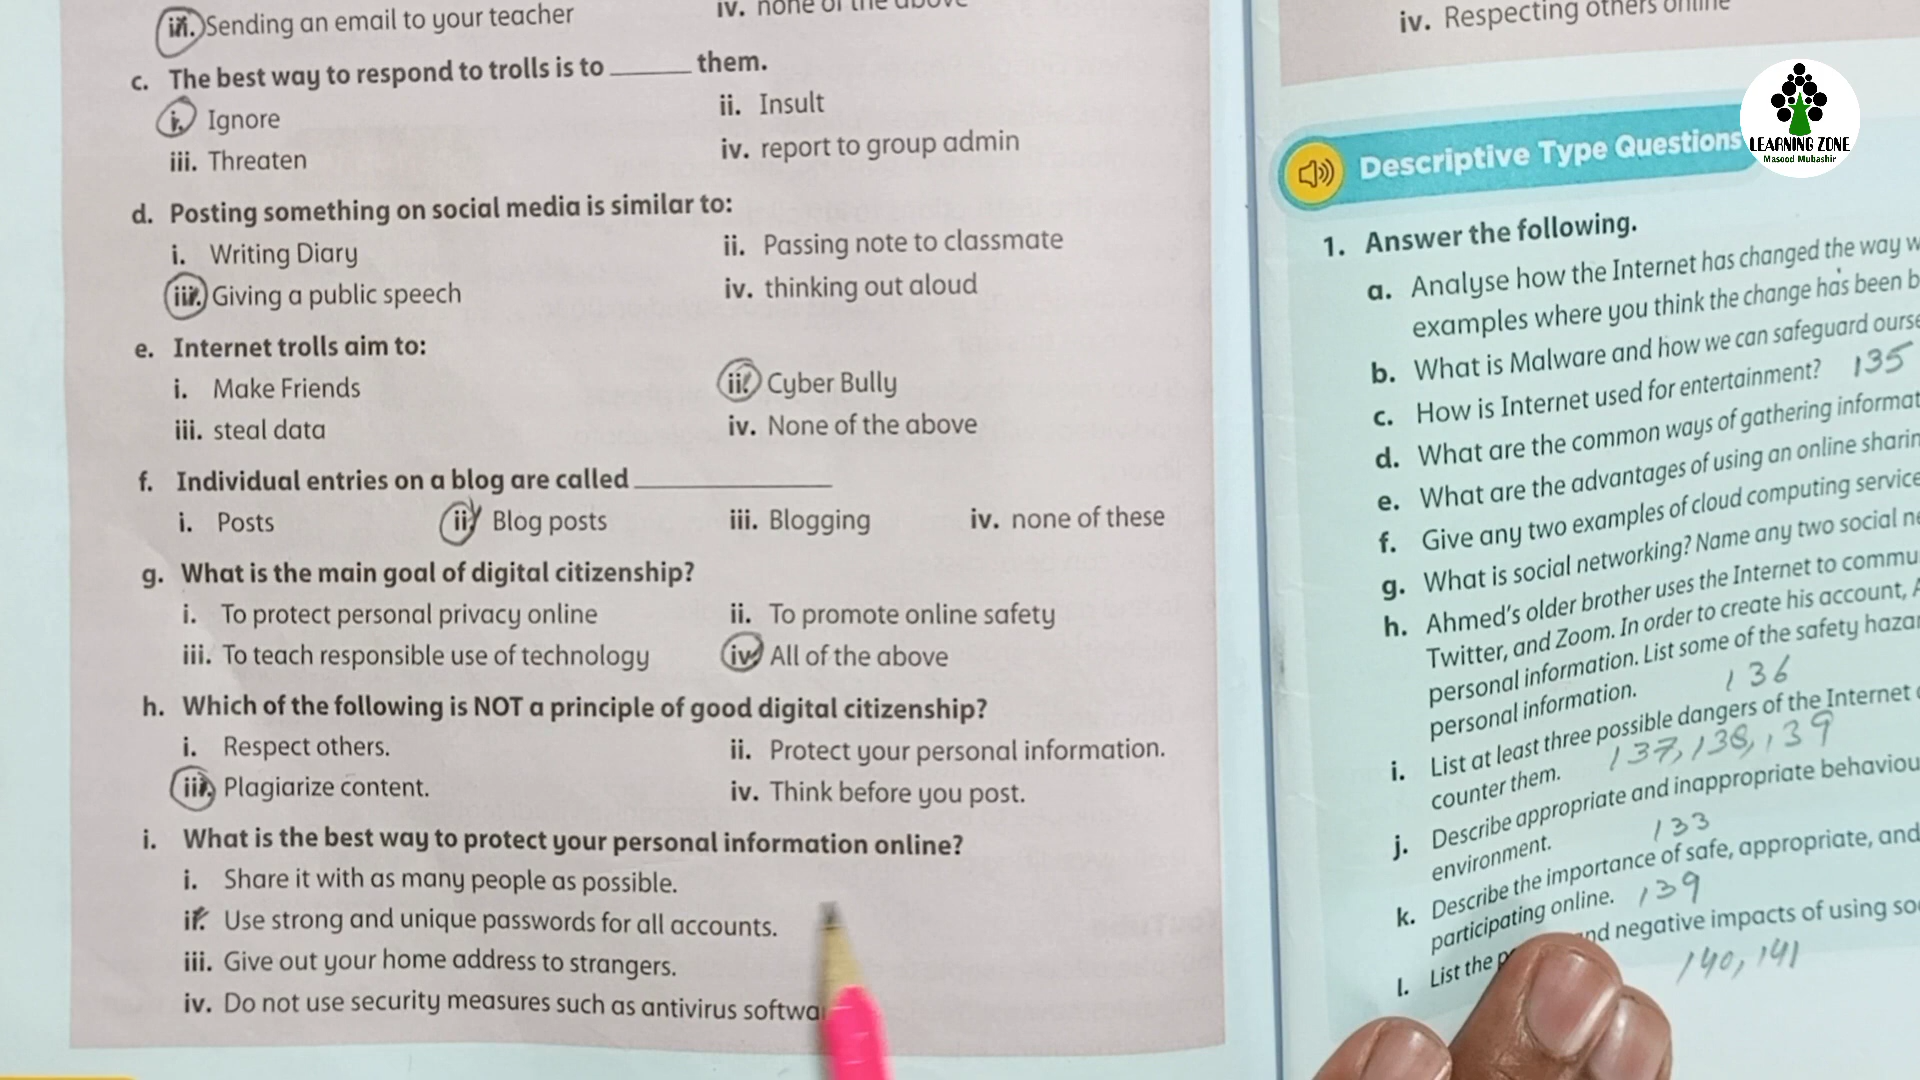 iii. Sending an email to your teacher
iv. none of the above
c. The best way to respond to trolls is to ______ them.
i. Ignore
ii. Insult
iii. Threaten
iv. report to group admin
d. Posting something on social media is similar to:
i. Writing Diary
ii. Passing note to classmate
iii. Giving a public speech
iv. thinking out aloud
e. Internet trolls aim to:
i. Make Friends
ii. Cyber Bully
iii. steal data
iv. None of the above
f. Individual entries on a blog are called ______________
i. Posts
ii. Blog posts
iii. Blogging
iv. none of these
g. What is the main goal of digital citizenship?
i. To protect personal privacy online
ii. To promote online safety
iii. To teach responsible use of technology
iv. All of the above
h. Which of the following is NOT a principle of good digital citizenship?
i. Respect others.
ii. Protect your personal information.
iii. Plagiarize content.
iv. Think before you post.
i. What is the best way to protect your personal information online?
i. Share it with as many people as possible.
ii. Use strong and unique passwords for all accounts.
iii. Give out your home address to strangers.
iv. Do not use security measures such as antivirus
iv. Respecting others online
LEARNING ZONE
Masood Mubashir
Descriptive Type Questions
1. Answer the following.
a. Analyse how the Internet has changed the way
examples where you think the change has been
b. What is Malware and how we can safeguard
c. How is Internet used for entertainment? 135
d. What are the common ways of gathering
e. What are the advantages of using an online
f. Give any two examples of cloud computing
g. What is social networking? Name any two social
h. Ahmed's older brother uses the Internet to
Twitter, and Zoom. In order to create his account,
personal information. List some of the safety
personal information. 136
i. List at least three possible dangers of the Internet
counter them. 137, 138, 139
j. Describe appropriate and inappropriate
environment. 133
k. Describe the importance of safe, appropriate, and
participating online. 139
l. List the and negative impacts of using
140, 141